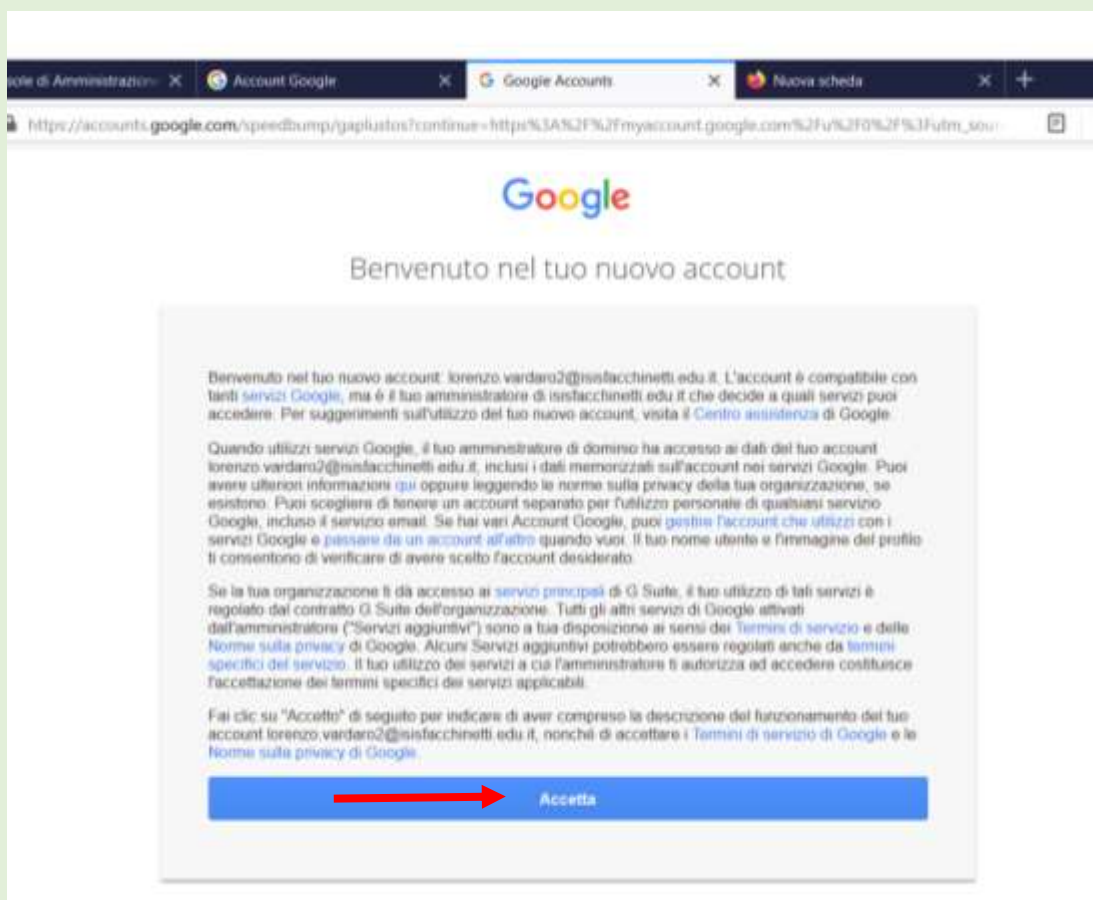 sole di Amministrazion
Account Google
Google Accounts
Nuova scheda
https://accounts.google.com/speedbump/gaplustos?continue=https%3A%2F%2Fmyaccount.google.com%2Fu%2F0%2F%3Futm_sou
Google
Benvenuto nel tuo nuovo account
Benvenuto nel tuo nuovo account: lorenzo.vardaro2@isisfacchinetti.edu.it. L'account è compatibile con
tanti servizi Google, ma è il tuo amministratore di isisfacchinetti.edu.it che decide a quali servizi puoi
accedere. Per suggerimenti sull'utilizzo del tuo nuovo account, visita il Centro assistenza di Google.
Quando utilizzi servizi Google, il tuo amministratore di dominio ha accesso ai dati del tuo account
lorenzo.vardaro2@isisfacchinetti.edu.it, inclusi i dati memorizzati sull'account nei servizi Google. Puoi
avere ulteriori informazioni qui oppure leggendo le norme sulla privacy della tua organizzazione, se
esistono. Puoi scegliere di tenere un account separato per l'utilizzo personale di qualsiasi servizio
Google, incluso il servizio email. Se hai vari Account Google, puoi gestire l'account che utilizzi con i
servizi Google e passare da un account all'altro quando vuoi. Il tuo nome utente e l'immagine del profilo
ti consentono di verificare di avere scelto l'account desiderato.
Se la tua organizzazione ti dà accesso ai servizi principali di G Suite, il tuo utilizzo di tali servizi è
regolato dal contratto G Suite dell'organizzazione. Tutti gli altri servizi di Google attivati
dall'amministratore ("Servizi aggiuntivi") sono a tua disposizione ai sensi dei Termini di servizio e delle
Norme sulla privacy di Google. Alcuni Servizi aggiuntivi potrebbero essere regolati anche da termini
specifici del servizio. Il tuo utilizzo dei servizi a cui l'amministratore ti autorizza ad accedere costituisce
l'accettazione dei termini specifici dei servizi applicabili.
Fai clic su "Accetto" di seguito per indicare di aver compreso la descrizione del funzionamento del tuo
account lorenzo.vardaro2@isisfacchinetti.edu.it, nonché di accettare i Termini di servizio di Google e le
Norme sulla privacy di Google.
Accetta